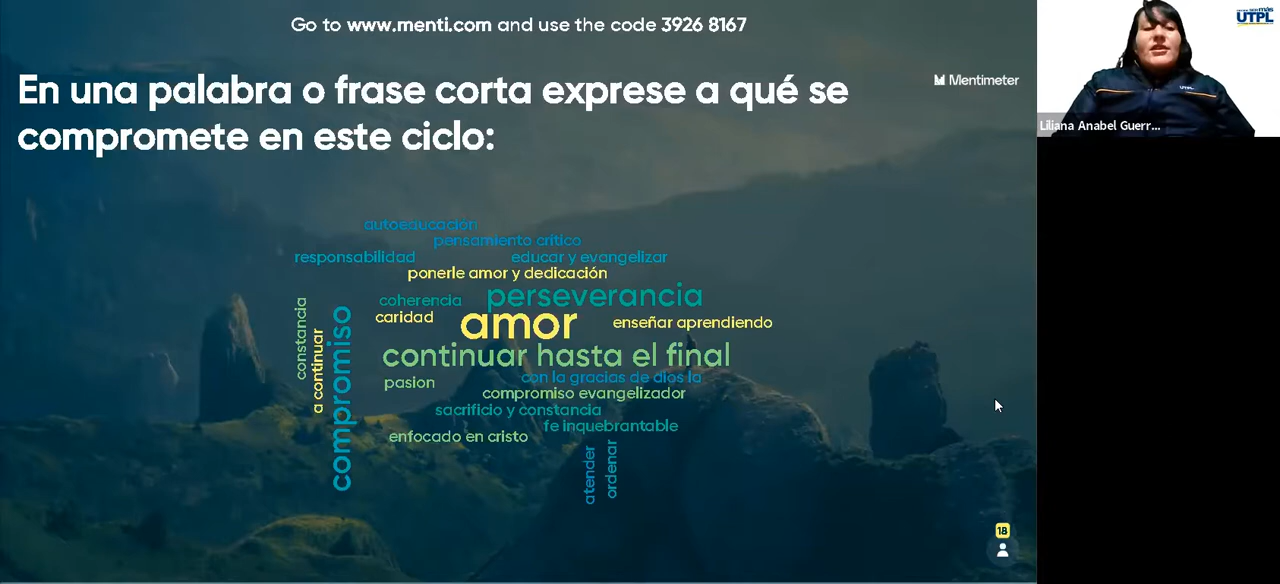 Go to www.menti.com and use the code 3926 8167
En una palabra o frase corta exprese a qué se
compromete en este ciclo:
Mentimeter
UTPL
UTPL
Liliana Anabel Guerr...
autoeducación
pensamiento crítico
responsabilidad
educar y evangelizar
ponerle amor y dedicación
coherencia
perseverancia
caridad
amor
enseñar aprendiendo
constancia
a continuar
compromiso
continuar hasta el final
con la gracias de dios la
pasion
compromiso evangelizador
sacrificio y constancia
fe inquebrantable
enfocado en cristo
atender
ordenar
18